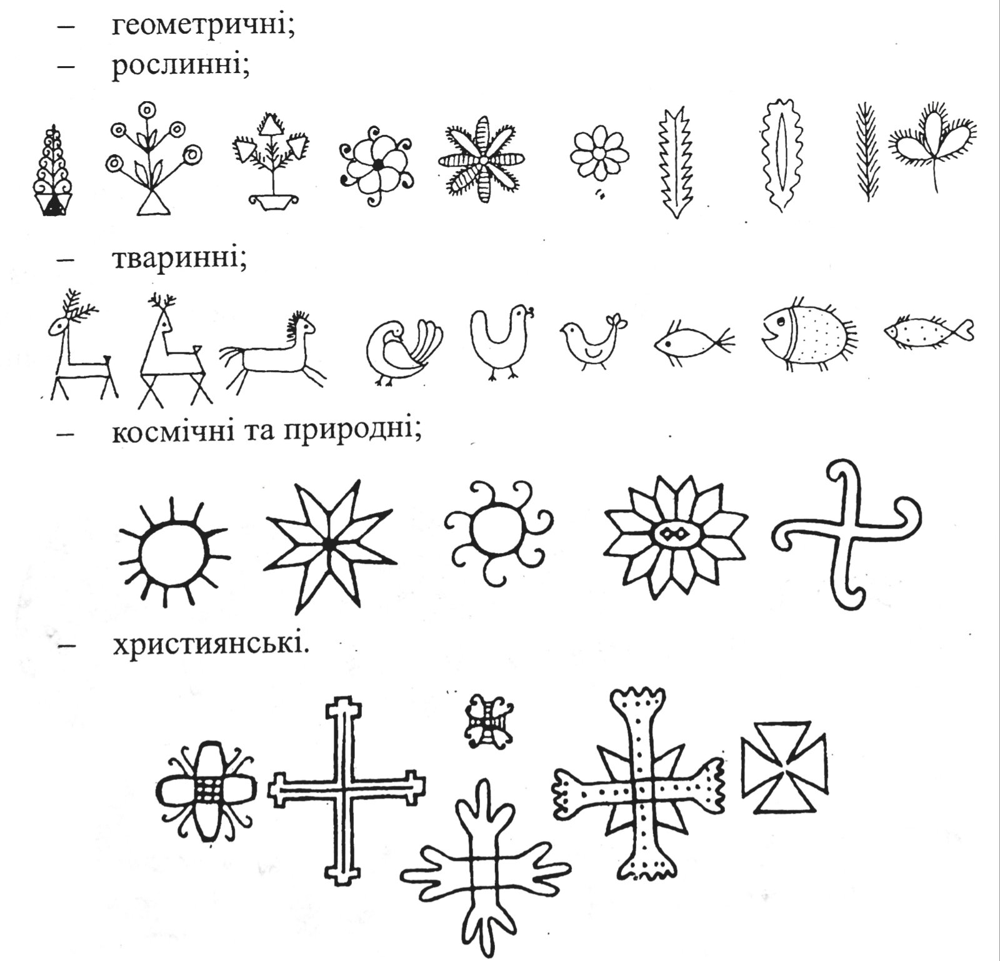 – геометричні;
– рослинні;
– тваринні;
– космічні та природні;
– християнські.